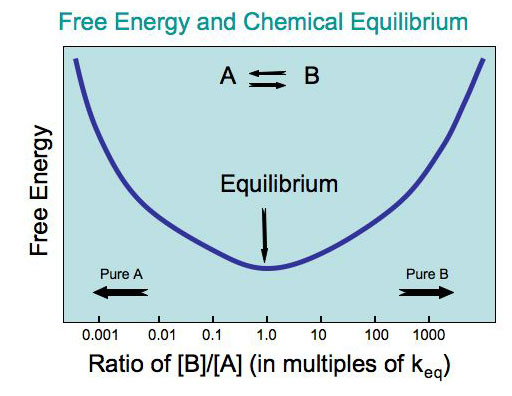 Free Energy and Chemical Equilibrium
A ⇌ B
Equilibrium
Free Energy
Pure A
Pure B
0.001 0.01 0.1 1.0 10 100 1000
Ratio of [B]/[A] (in multiples of keq)